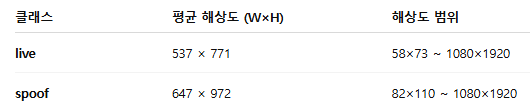 클래스 평균 해상도 (W×H) 해상도 범위
live 537 × 771 58×73 ~ 1080×1920
spoof 647 × 972 82×110 ~ 1080×1920